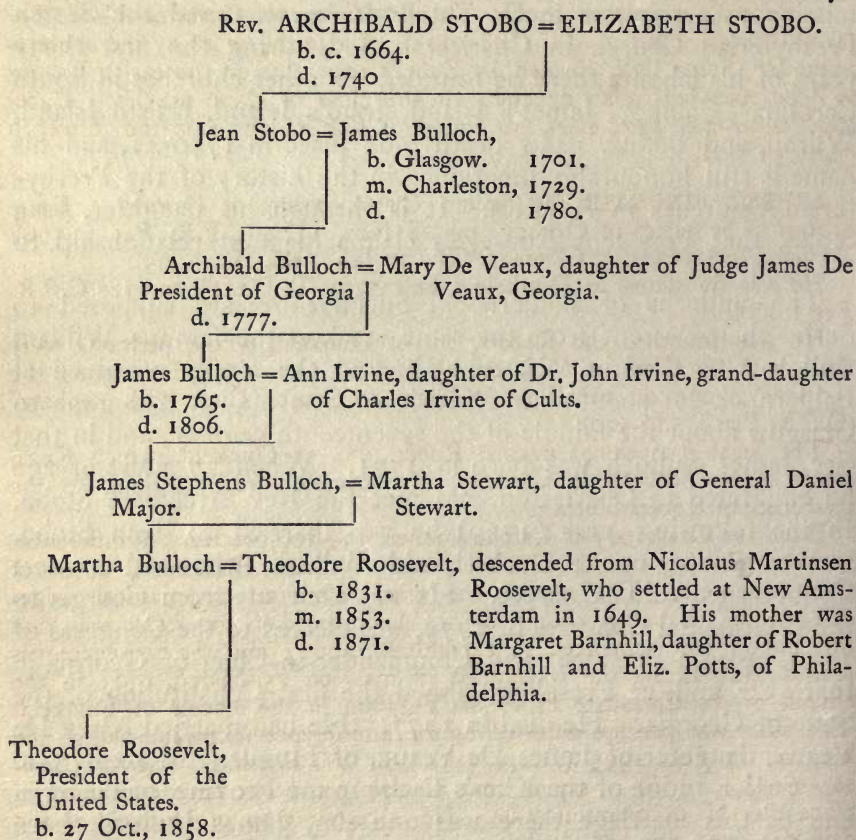 Rev. ARCHIBALD STOBO = ELIZABETH STOBO.
b. c. 1664.
d. 1740
Jean Stobo = James Bulloch,
b. Glasgow. 1701.
m. Charleston, 1729.
d. 1780.
Archibald Bulloch = Mary De Veaux, daughter of Judge James De
President of Georgia Veaux, Georgia.
d. 1777.
James Bulloch = Ann Irvine, daughter of Dr. John Irvine, grand-daughter
b. 1765. of Charles Irvine of Cults.
d. 1806.
James Stephens Bulloch, = Martha Stewart, daughter of General Daniel
Major. Stewart.
Martha Bulloch = Theodore Roosevelt, descended from Nicolaus Martinsen
b. 1831. Roosevelt, who settled at New Ams-
m. 1853. terdam in 1649. His mother was
d. 1871. Margaret Barnhill, daughter of Robert
Barnhill and Eliz. Potts, of Phila-
delphia.
Theodore Roosevelt,
President of the
United States.
b. 27 Oct., 1858.